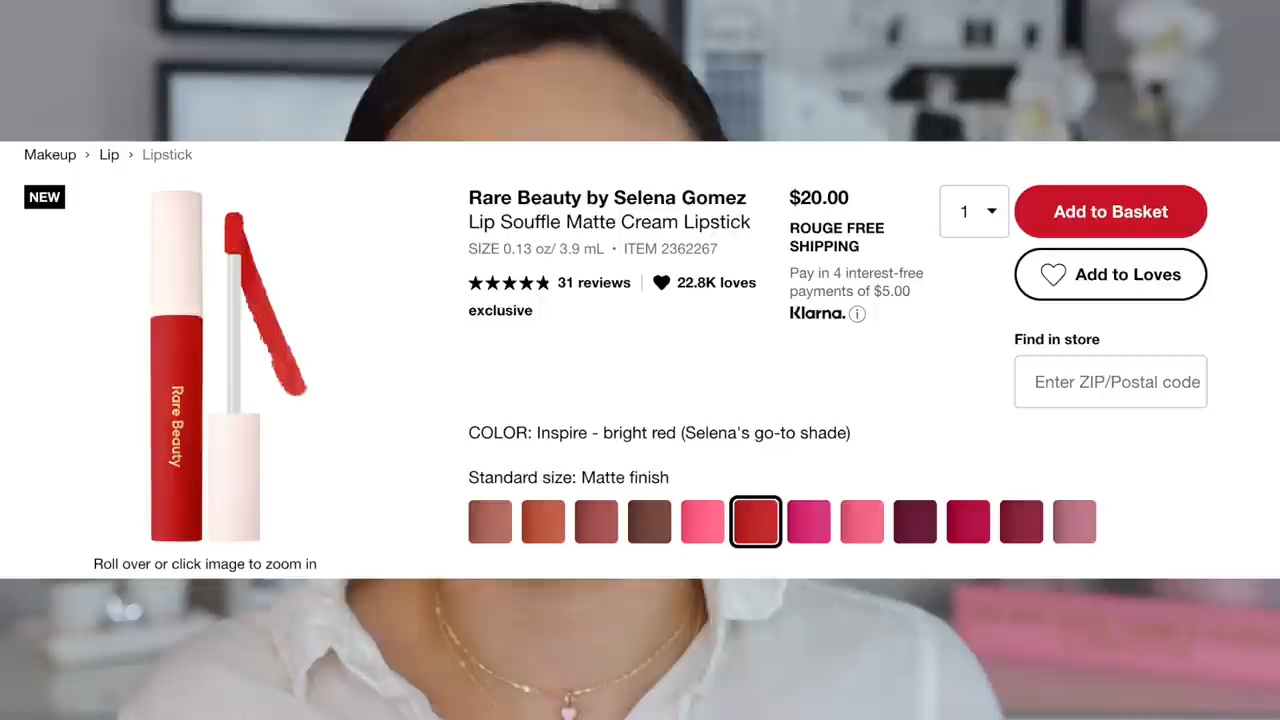 Makeup › Lip › Lipstick
NEW
Rare Beauty
Roll over or click image to zoom in
Rare Beauty by Selena Gomez
Lip Souffle Matte Cream Lipstick
SIZE 0.13 oz/ 3.9 mL • ITEM 2362267
31 reviews
22.8K loves
exclusive
$20.00
ROUGE FREE
SHIPPING
Pay in 4 interest-free
payments of $5.00
Klarna.
1
Add to Basket
Add to Loves
Find in store
Enter ZIP/Postal code
COLOR: Inspire - bright red (Selena's go-to shade)
Standard size: Matte finish